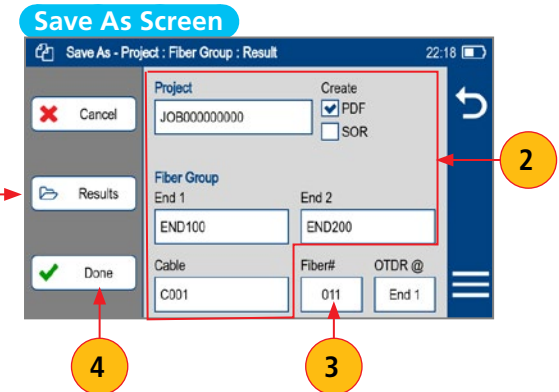 Save As Screen
Save As - Project : Fiber Group : Result 22:18
Project Create
Cancel JOB000000000 PDF
SOR
2
Fiber Group
Results End 1 End 2
END100 END200
Cable Fiber# OTDR @
Done C001 011 End 1
4 3